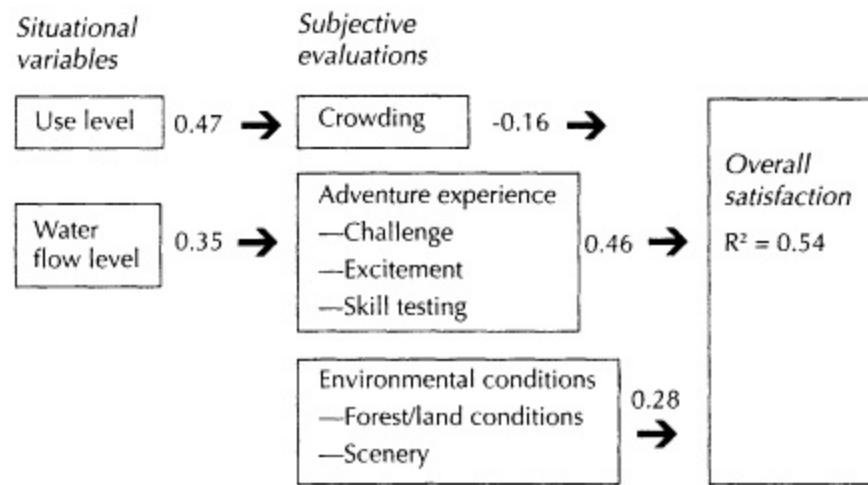 Situational
variables
Subjective
evaluations
Use level
0.47
Crowding
-0.16
Water
flow level
0.35
Adventure experience
—Challenge
—Excitement
—Skill testing
0.46
Environmental conditions
—Forest/land conditions
—Scenery
0.28
Overall
satisfaction
R² = 0.54